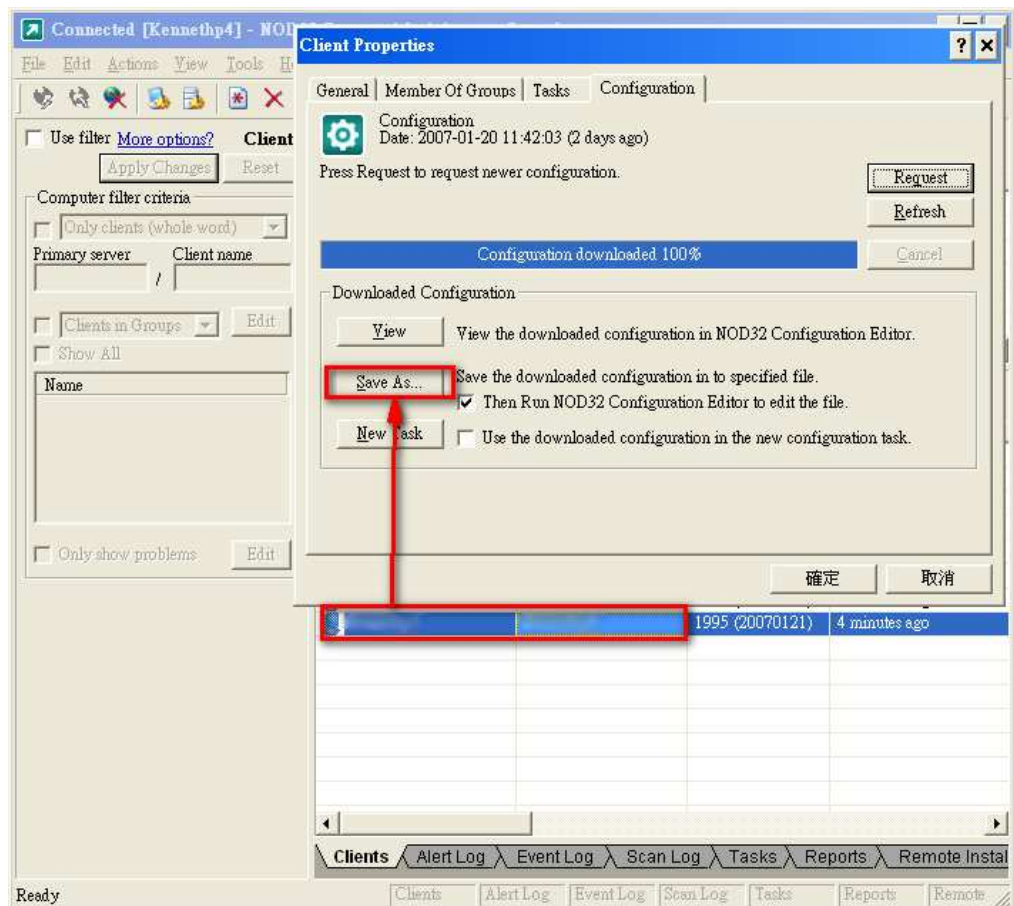 Connected [Kennethp4] - NOD
File Edit Actions View Tools H
Use filter More options? Client
Apply Changes Reset
Computer filter criteria
Only clients (whole word)
Primary server Client name
/
Clients in Groups Edit
Show All
Name
Only show problems Edit
Client Properties
General Member Of Groups Tasks Configuration
Configuration
Date: 2007-01-20 11:42:03 (2 days ago)
Press Request to request newer configuration.
Request
Refresh
Configuration downloaded 100%
Cancel
Downloaded Configuration
View View the downloaded configuration in NOD32 Configuration Editor.
Save As... Save the downloaded configuration in to specified file.
Then Run NOD32 Configuration Editor to edit the file.
New Task Use the downloaded configuration in the new configuration task.
確定 取消
1995 (20070121) 4 minutes ago
Clients Alert Log Event Log Scan Log Tasks Reports Remote Instal
Ready Clients Alert Log Event Log Scan Log Tasks Reports Remote